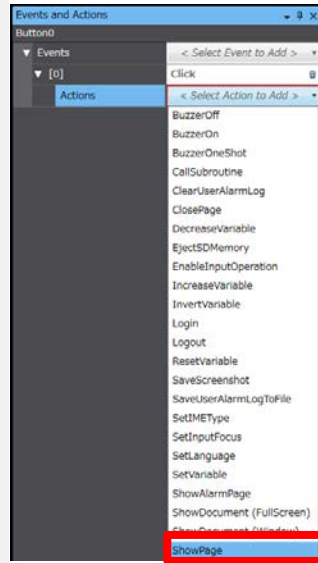 Events and Actions
Button0
Events < Select Event to Add >
[0] Click
Actions < Select Action to Add >
BuzzerOff
BuzzerOn
BuzzerOneShot
CallSubroutine
ClearUserAlarmLog
ClosePage
DecreaseVariable
EjectSDMemory
EnableInputOperation
IncreaseVariable
InvertVariable
Login
Logout
ResetVariable
SaveScreenshot
SaveUserAlarmLogToFile
SetIMEType
SetInputFocus
SetLanguage
SetVariable
ShowAlarmPage
ShowDocument (FullScreen)
ShowDocument (Window)
ShowPage